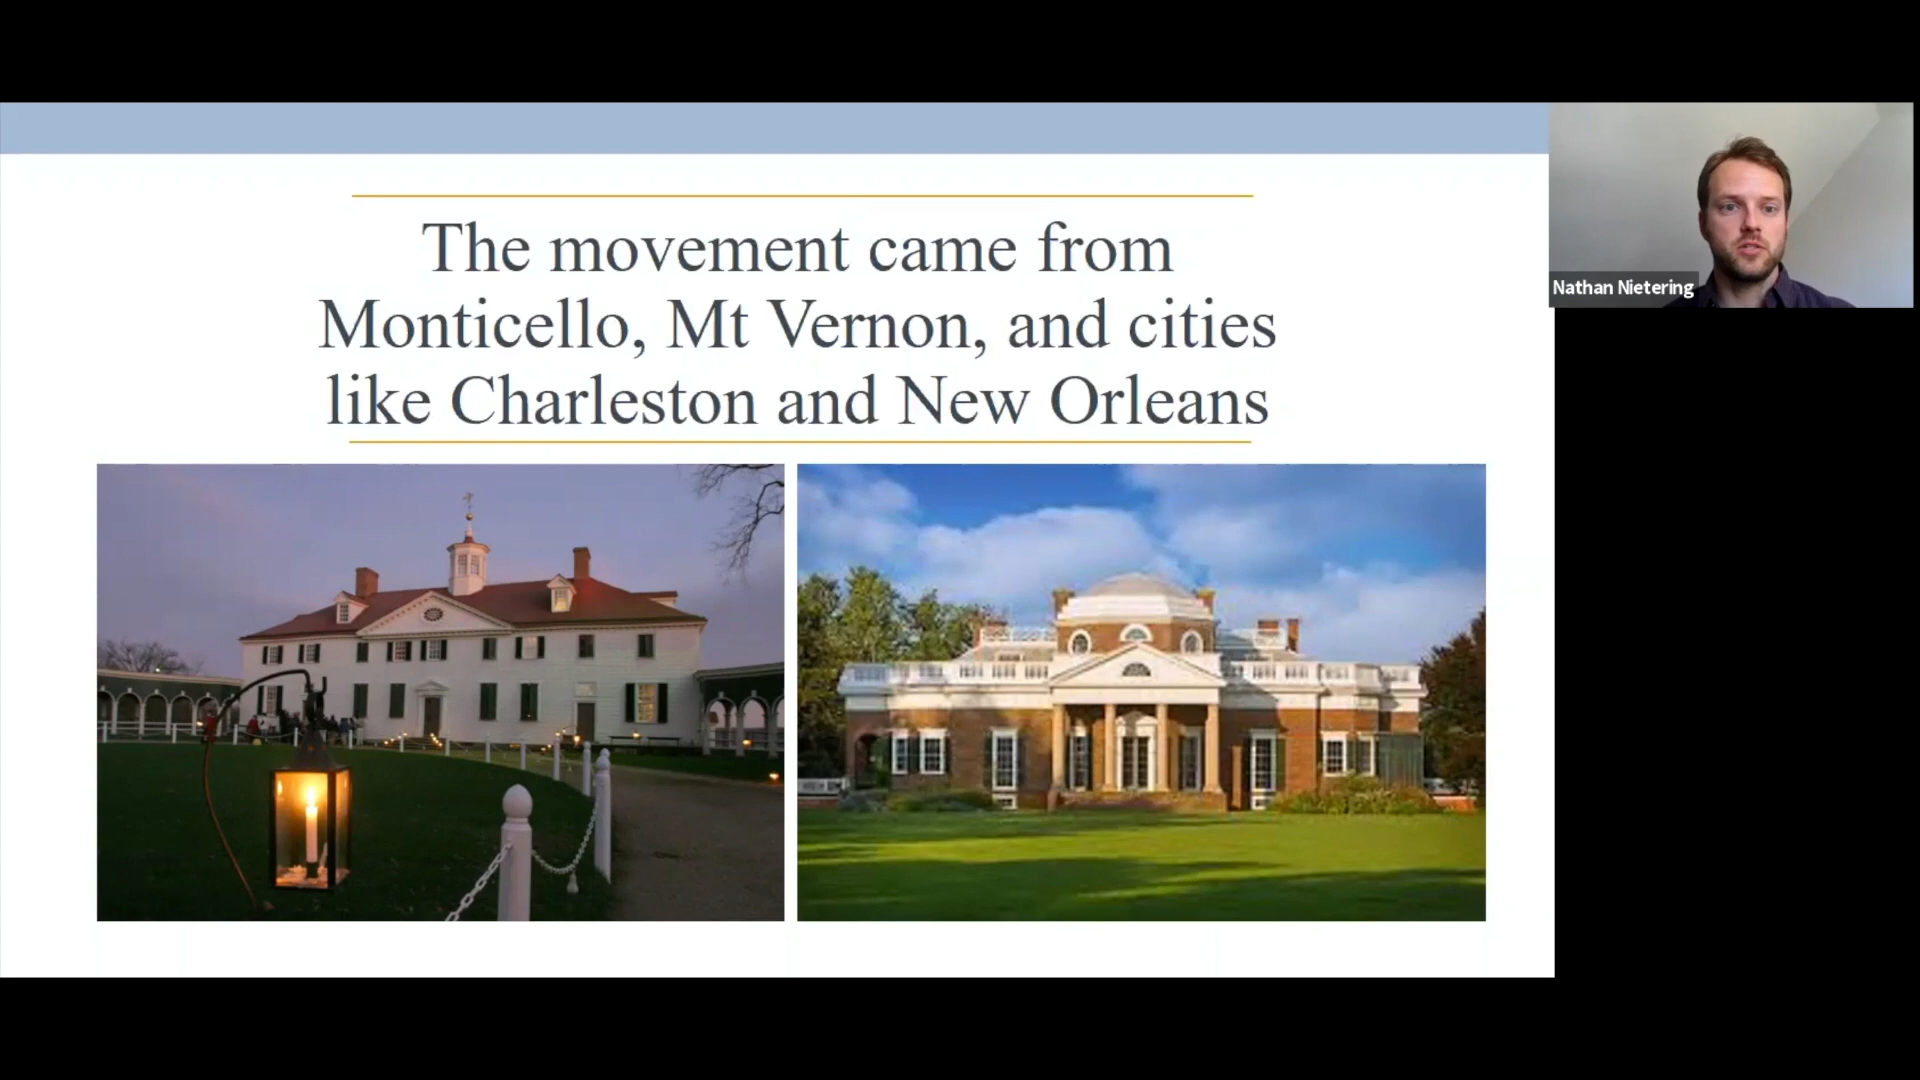 The movement came from
Monticello, Mt Vernon, and cities
like Charleston and New Orleans
Nathan Nietering